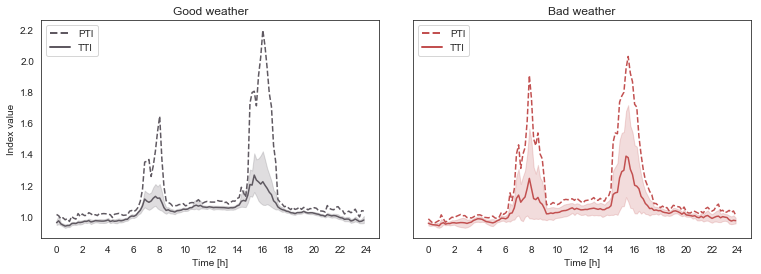 Good weather
PTI
TTI
Index value
2.2
2.0
1.8
1.6
1.4
1.2
1.0
0 2 4 6 8 10 12 14 16 18 20 22 24
Time [h]
Bad weather
PTI
TTI
0 2 4 6 8 10 12 14 16 18 20 22 24
Time [h]